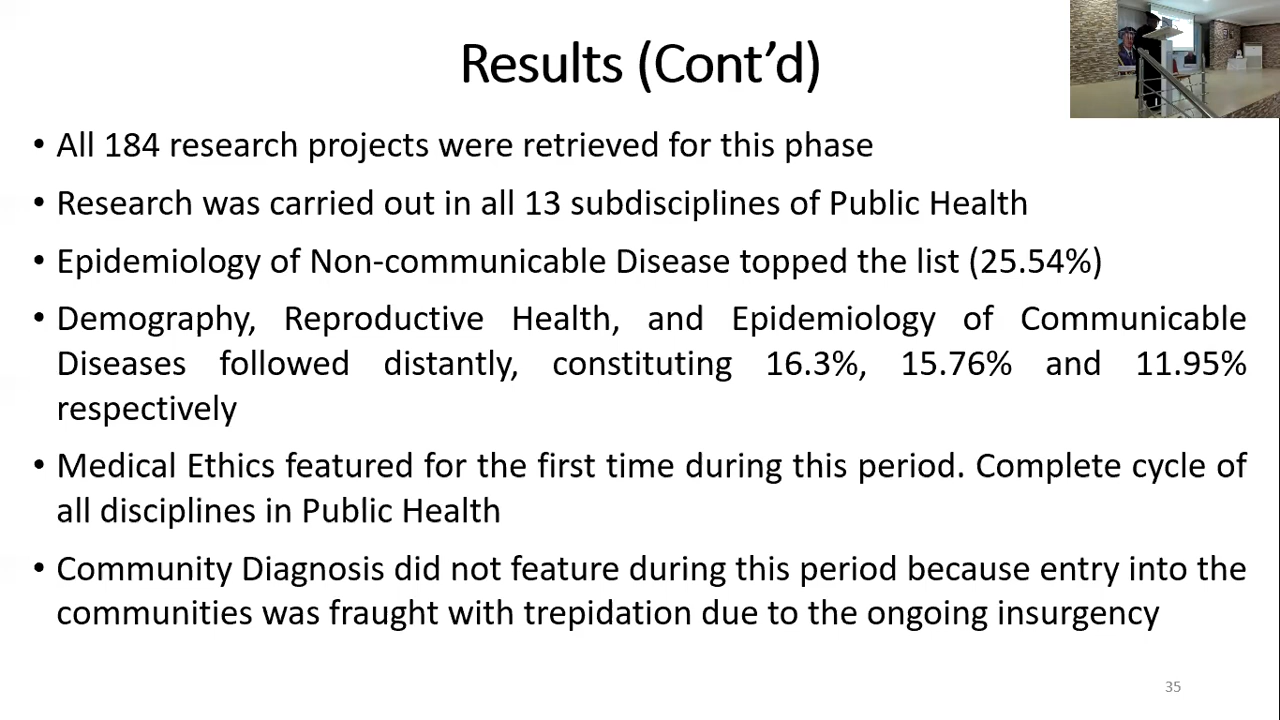 Results (Cont’d)
• All 184 research projects were retrieved for this phase
• Research was carried out in all 13 subdisciplines of Public Health
• Epidemiology of Non-communicable Disease topped the list (25.54%)
• Demography, Reproductive Health, and Epidemiology of Communicable
Diseases followed distantly, constituting 16.3%, 15.76% and 11.95%
respectively
• Medical Ethics featured for the first time during this period. Complete cycle of
all disciplines in Public Health
• Community Diagnosis did not feature during this period because entry into the
communities was fraught with trepidation due to the ongoing insurgency
35